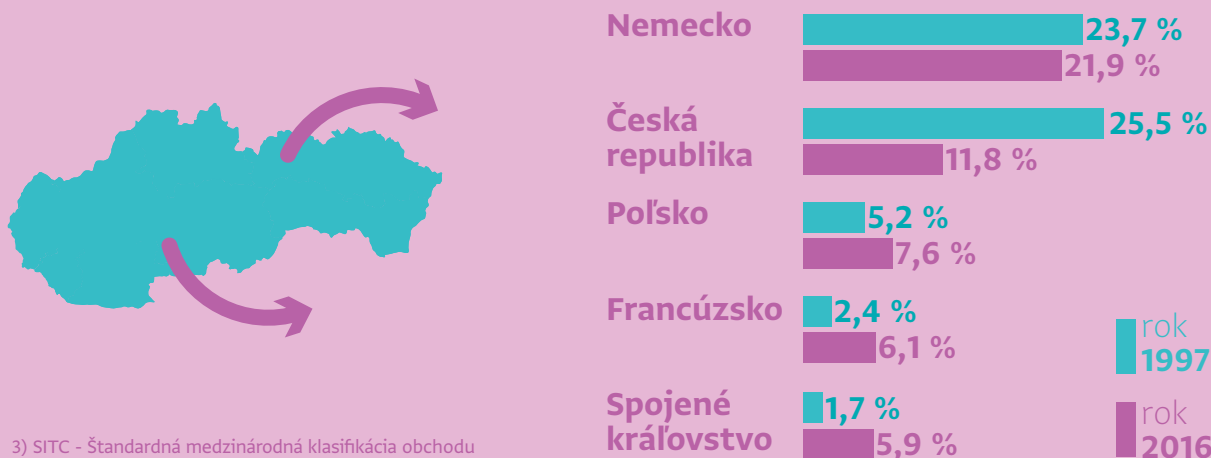 Nemecko
23,7 %
21,9 %
Česká
republika
25,5 %
11,8 %
Poľsko
5,2 %
7,6 %
Francúzsko
2,4 %
6,1 %
Spojené
kráľovstvo
1,7 %
5,9 %
rok
1997
rok
2016
3) SITC - Štandardná medzinárodná klasifikácia obchodu